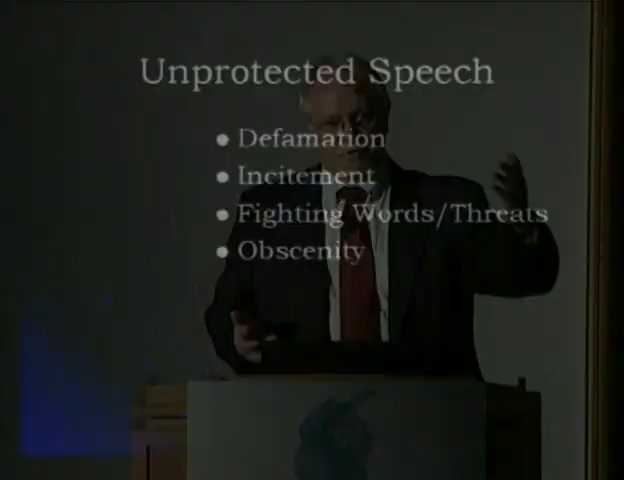 Unprotected Speech
• Defamation
• Incitement
• Fighting Words/Threats
• Obscenity